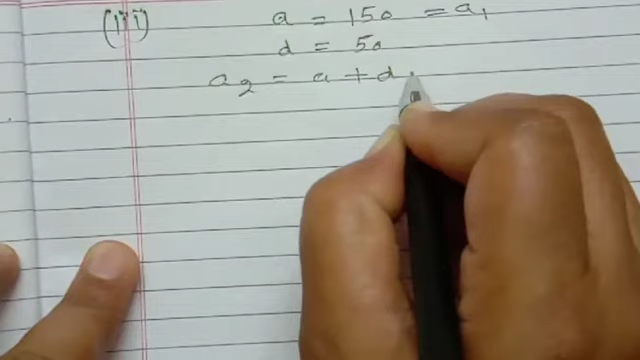 (iii) a = 150 = a₁
d = 50
a₂ = a + d